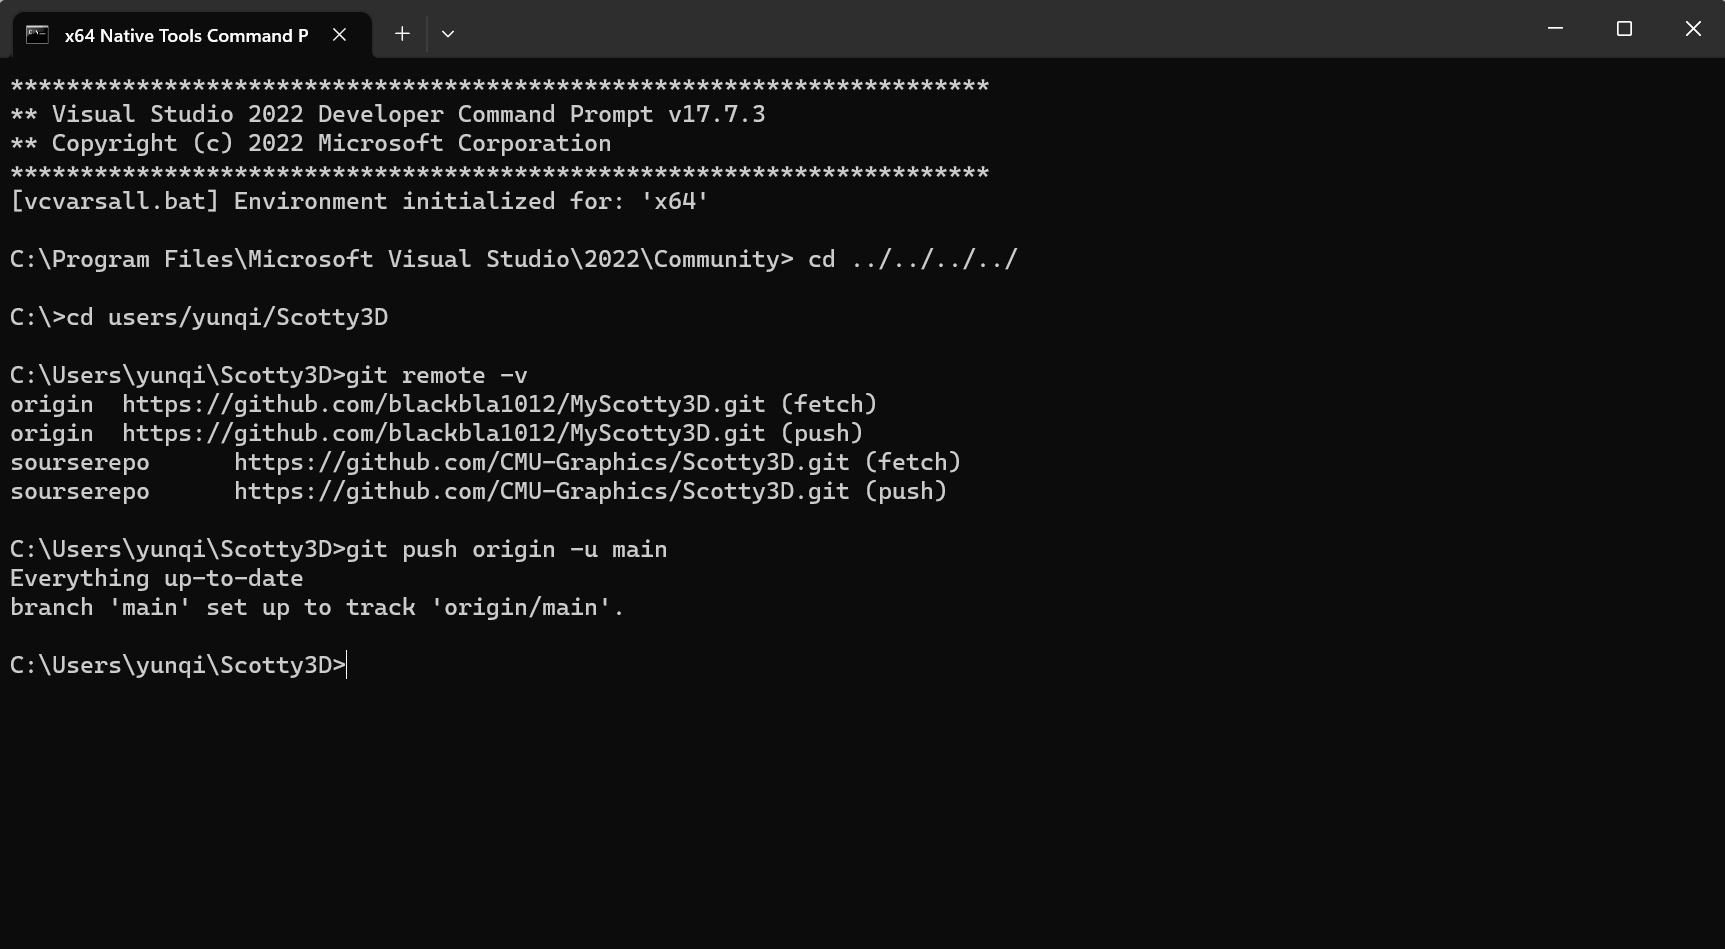 x64 Native Tools Command P
**********************************************************************
** Visual Studio 2022 Developer Command Prompt v17.7.3
** Copyright (c) 2022 Microsoft Corporation
**********************************************************************
[vcvarsall.bat] Environment initialized for: 'x64'
C:\Program Files\Microsoft Visual Studio\2022\Community> cd ../../../../
C:\>cd users/yunqi/Scotty3D
C:\Users\yunqi\Scotty3D>git remote -v
origin  https://github.com/blackbla1012/MyScotty3D.git (fetch)
origin  https://github.com/blackbla1012/MyScotty3D.git (push)
sourserepo      https://github.com/CMU-Graphics/Scotty3D.git (fetch)
sourserepo      https://github.com/CMU-Graphics/Scotty3D.git (push)
C:\Users\yunqi\Scotty3D>git push origin -u main
Everything up-to-date
branch 'main' set up to track 'origin/main'.
C:\Users\yunqi\Scotty3D>